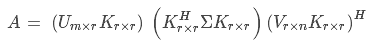 A = (U_{m×r} K_{r×r}) (K^H_{r×r} Σ K_{r×r}) (V_{r×n} K_{r×r})^H